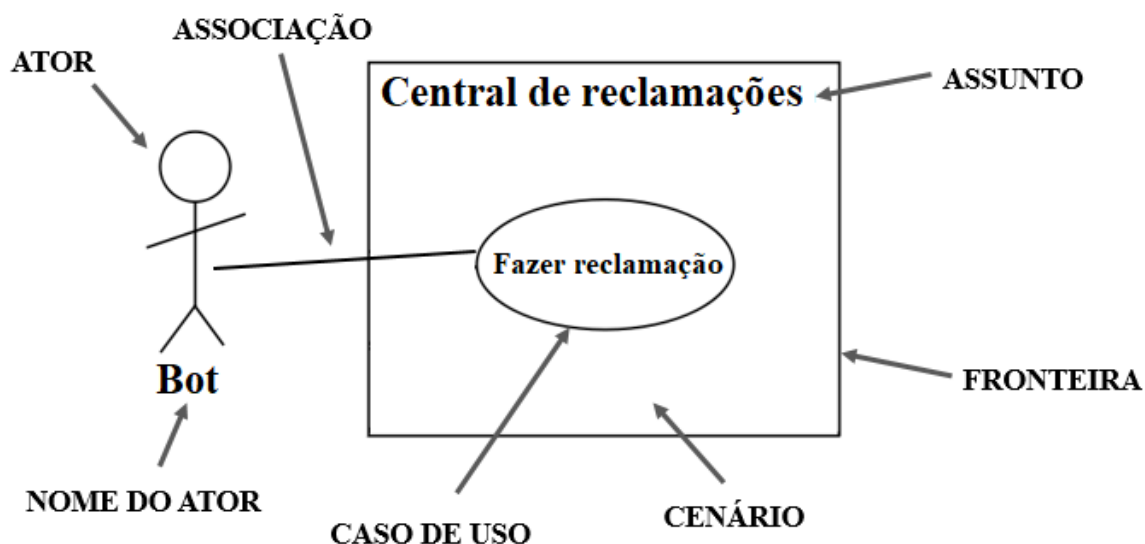 ASSOCIAÇÃO
ATOR
Central de reclamações
ASSUNTO
Fazer reclamação
Bot
FRONTEIRA
NOME DO ATOR
CASO DE USO
CENÁRIO